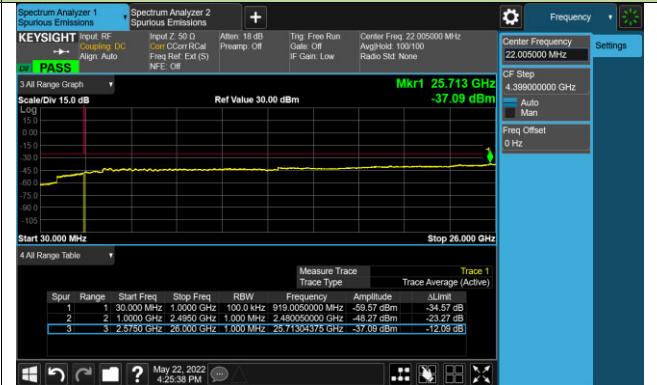 Spectrum Analyzer 1
Spurious Emissions
Spectrum Analyzer 2
Spurious Emissions
Frequency
KEYSIGHT
Input: RF
Coupling: DC
Align: Auto
Input Z: 50 Ω
Corr CCorr RCal
Freq Ref: Ext (S)
NFE: Off
Atten: 18 dB
Preamp: Off
Trig: Free Run
Gate: Off
IF Gain: Low
Center Freq: 22.005000 MHz
Avg|Hold: 100/100
Radio Std: None
PASS
Center Frequency
22.005000 MHz
Settings
CF Step
4.399000000 GHz
Auto
Man
Freq Offset
0 Hz
3 All Range Graph
Mkr1 25.713 GHz
Scale/Div 15.0 dB
Ref Value 30.00 dBm
-37.09 dBm
Log
15.0
0.00
-15.0
-30.0
-45.0
-60.0
-75.0
-90.0
-105
Start 30.000 MHz
Stop 26.000 GHz
4 All Range Table
Measure Trace Trace 1
Trace Type Trace Average (Active)
Spur Range Start Freq Stop Freq RBW Frequency Amplitude ΔLimit
1 1 30.000 MHz 1.0000 GHz 100.0 kHz 919.0050000 MHz -59.57 dBm -34.57 dB
2 2 1.0000 GHz 2.4950 GHz 1.000 MHz 2.480050000 GHz -48.27 dBm -23.27 dB
3 3 2.5750 GHz 26.000 GHz 1.000 MHz 25.71304375 GHz -37.09 dBm -12.09 dB
May 22, 2022
4:25:38 PM